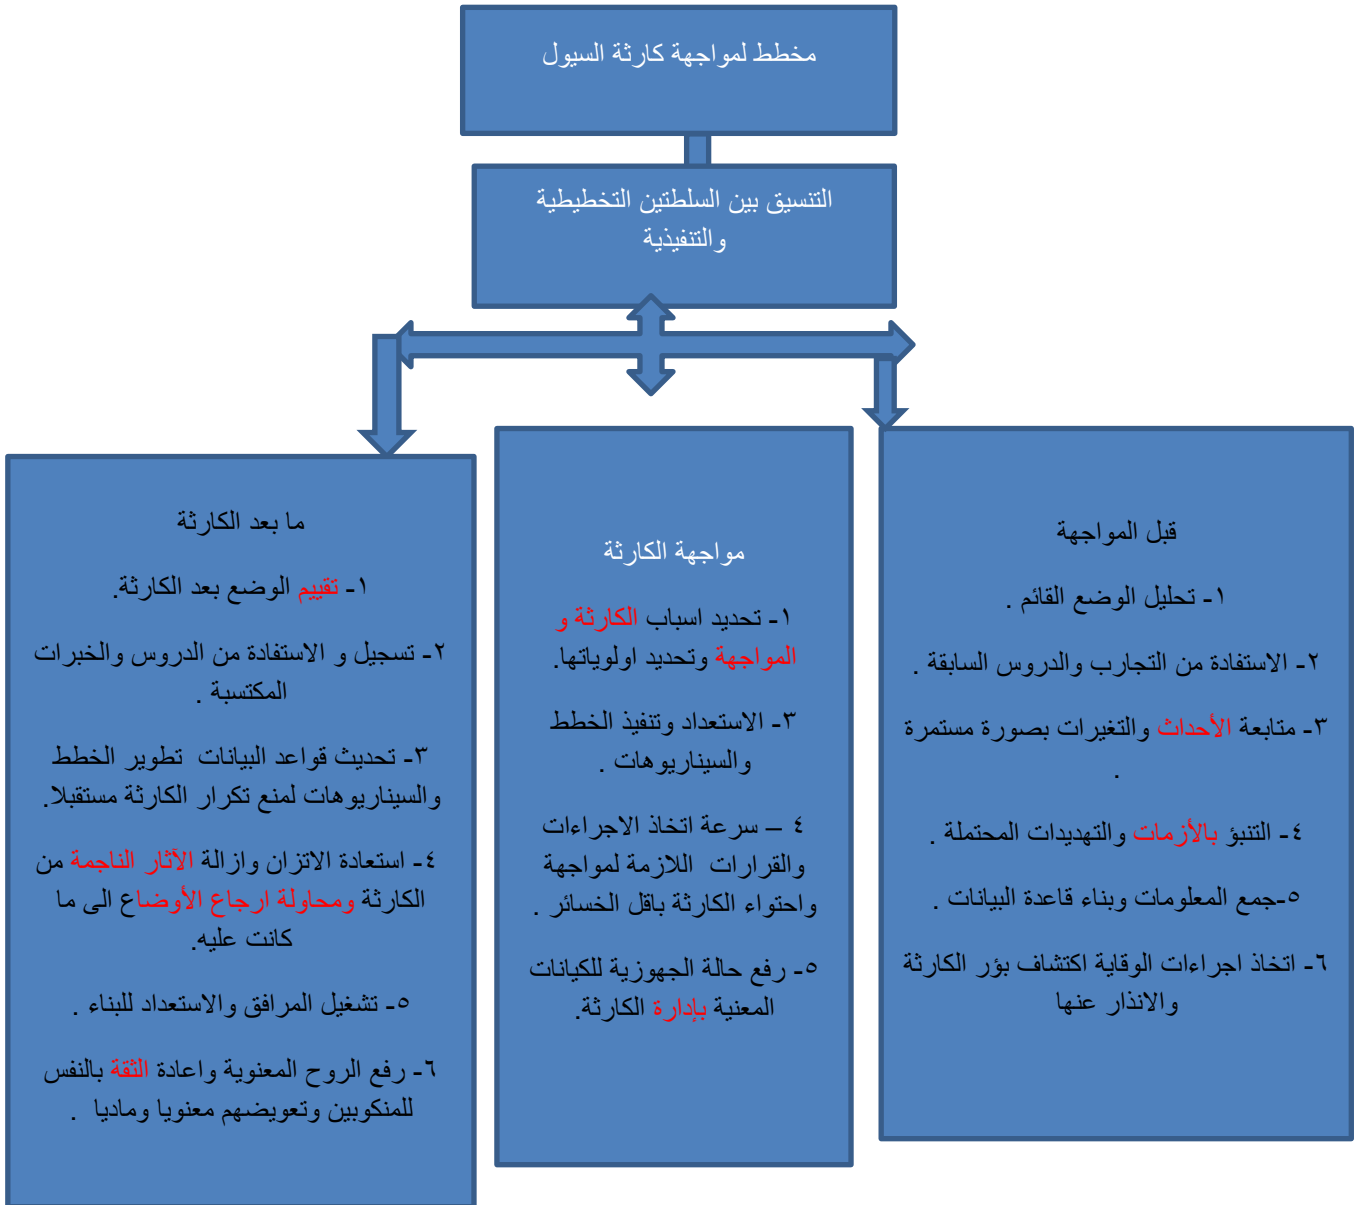 مخطط لمواجهة كارثة السيول
التنسيق بين السلطتين التخطيطية
والتنفيذية
قبل المواجهة
١- تحليل الوضع القائم .
٢- الاستفادة من التجارب والدروس السابقة .
٣- متابعة الأحداث والتغيرات بصورة مستمرة
.
٤- التنبؤ بالأزمات والتهديدات المحتملة .
٥-جمع المعلومات وبناء قاعدة البيانات .
٦- اتخاذ اجراءات الوقاية اكتشاف بؤر الكارثة
والانذار عنها
مواجهة الكارثة
١- تحديد اسباب الكارثة و
المواجهة وتحديد اولوياتها.
٣- الاستعداد وتنفيذ الخطط
والسيناريوهات .
٤ – سرعة اتخاذ الاجراءات
والقرارات اللازمة لمواجهة
واحتواء الكارثة باقل الخسائر .
٥- رفع حالة الجهوزية للكيانات
المعنية بإدارة الكارثة.
ما بعد الكارثة
١- تقييم الوضع بعد الكارثة.
٢- تسجيل و الاستفادة من الدروس والخبرات
المكتسبة .
٣- تحديث قواعد البيانات تطوير الخطط
والسيناريوهات لمنع تكرار الكارثة مستقبلا.
٤- استعادة الاتزان وازالة الآثار الناجمة من
الكارثة ومحاولة ارجاع الأوضاع الى ما
كانت عليه.
٥- تشغيل المرافق والاستعداد للبناء .
٦- رفع الروح المعنوية واعادة الثقة بالنفس
للمنكوبين وتعويضهم معنويا وماديا .